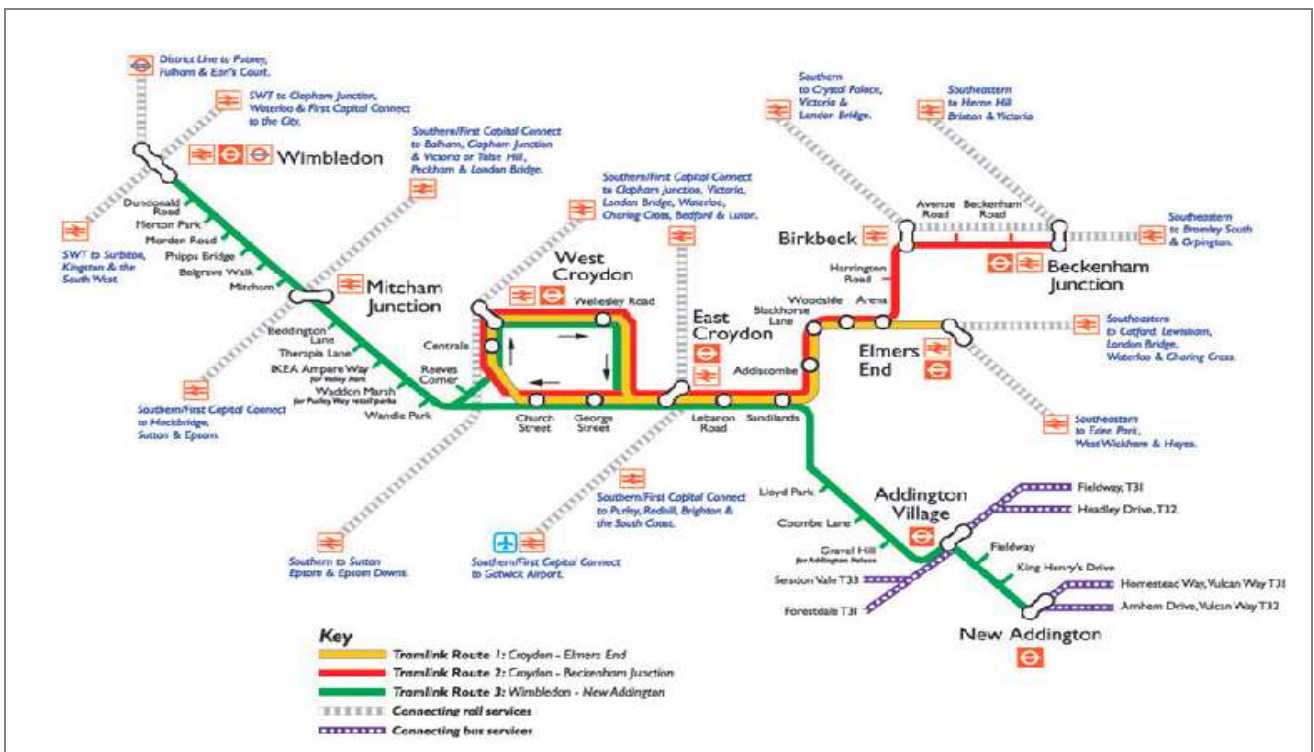 District Line to Putney,
Fulham & Earl's Court.
SWT to Clapham Junction,
Waterloo & First Capital Connect
to the City.
Wimbledon
Southern/First Capital Connect
to Balham, Clapham Junction
& Victoria or Tulse Hill,
Peckham & London Bridge.
Southern/First Capital Connect
to Clapham Junction, Victoria,
London Bridge, Waterloo,
Charing Cross, Bedford & Luton.
Southern
to Crystal Palace,
Victoria &
London Bridge.
Southeastern
to Herne Hill
Brixton & Victoria
Dundonald
Road
Merton Park
Morden Road
Phipps Bridge
Belgrave Walk
Mitcham
SWT to Surbiton,
Kingston & the
South West.
Mitcham
Junction
West
Croydon
Wellesley Road
Centrale
East
Croydon
Birkbeck
Avenue
Road
Beckenham
Road
Beckenham
Junction
Southeastern
to Bromley South
& Orpington.
Harrington
Road
Woodside
Arena
Blackhorse
Lane
Addiscombe
Elmers
End
Southeastern
to Catford, Lewisham,
London Bridge,
Waterloo & Charing Cross.
Beddington
Lane
Therapia Lane
IKEA Ampere Way
for Valley Park
Waddon Marsh
for Purley Way retail parks
Wandle Park
Reeves
Corner
Church
Street
George
Street
Lebanon
Road
Sandilands
Southern/First Capital Connect
to Hackbridge,
Sutton & Epsom.
Southeastern
to Eden Park,
West Wickham & Hayes.
Southern/First Capital Connect
to Purley, Redhill, Brighton &
the South Coast.
Southern to Sutton
Epsom & Epsom Downs.
Southern/First Capital Connect
to Gatwick Airport.
Lloyd Park
Coombe Lane
Gravel Hill
for Addington Palace
Addington
Village
Fieldway, T31
Headley Drive, T32
Selsdon Vale T33
Forestdale T31
Fieldway
King Henry's Drive
Homestead Way, Vulcan Way T31
Arnhem Drive, Vulcan Way T32
New Addington
Key
Tramlink Route 1: Croydon - Elmers End
Tramlink Route 2: Croydon - Beckenham Junction
Tramlink Route 3: Wimbledon - New Addington
Connecting rail services
Connecting bus services